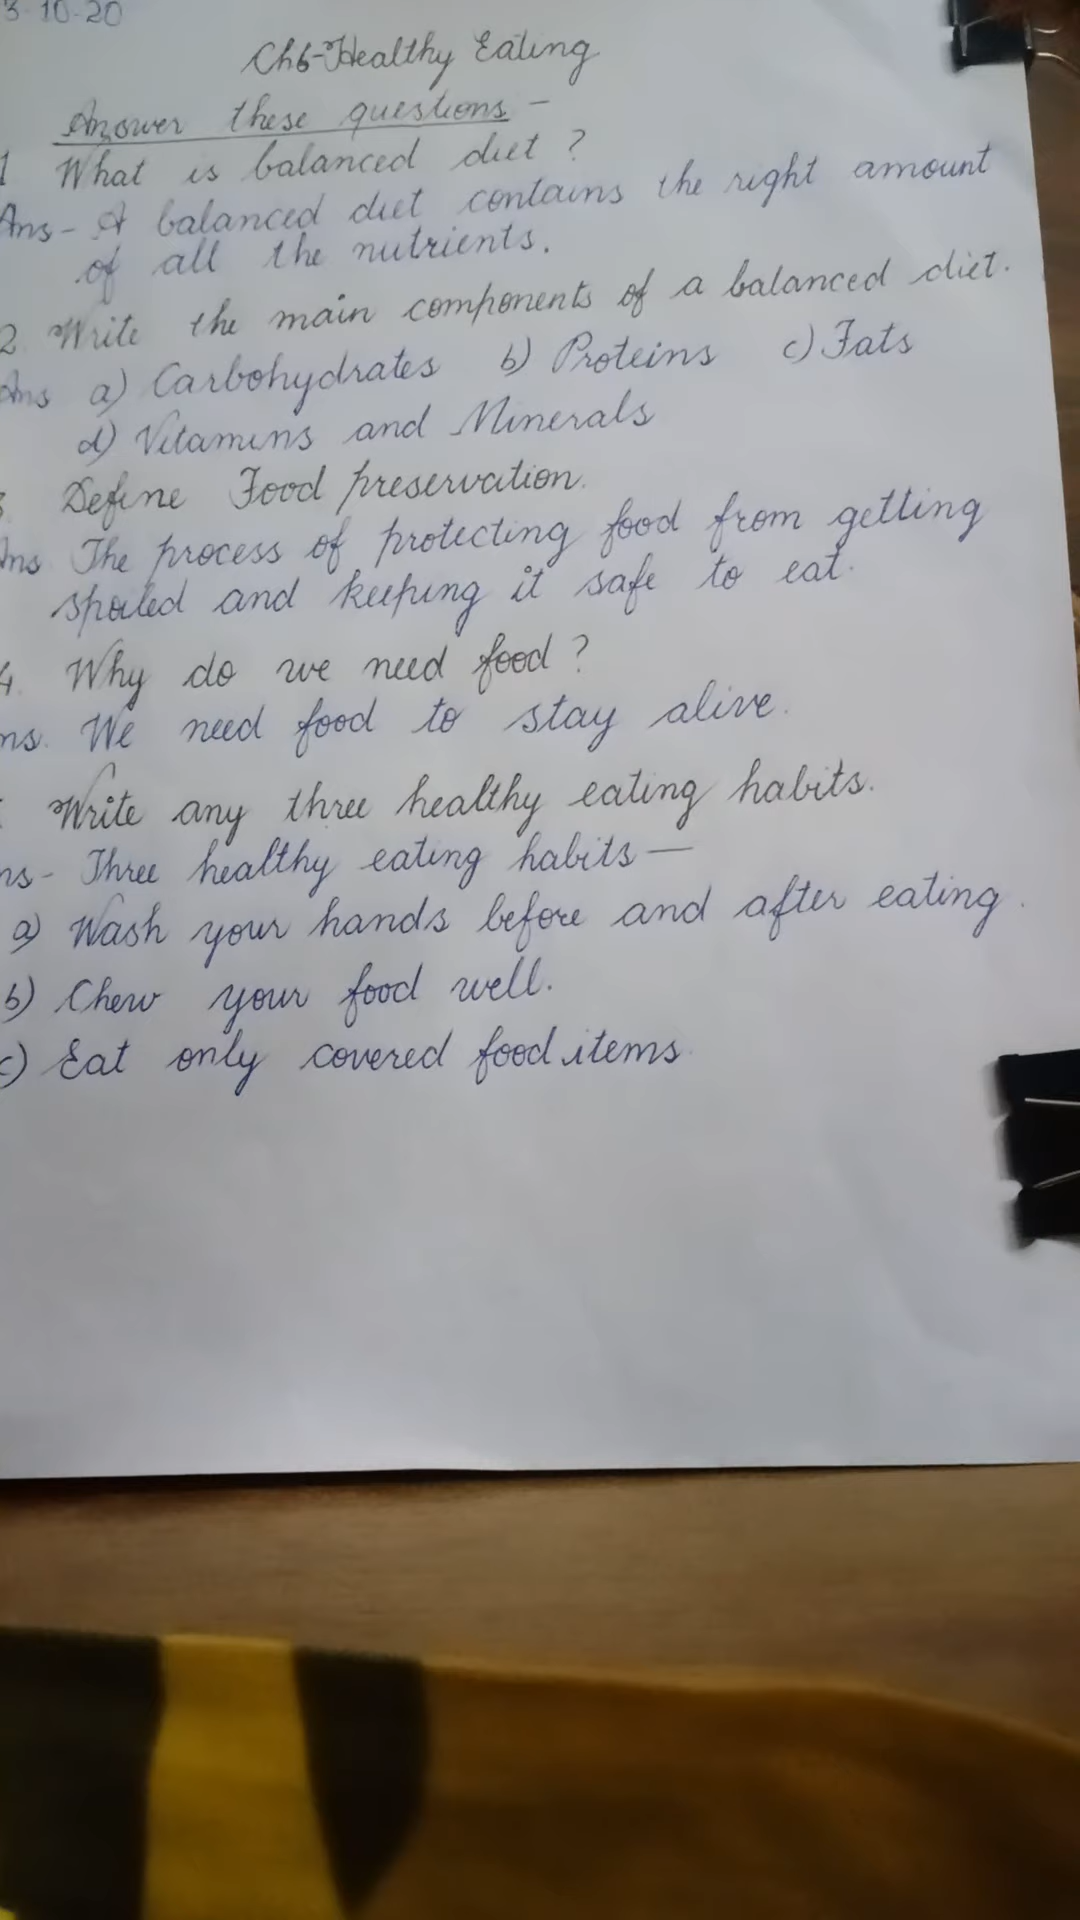 3-10-20
Ch6-Healthy Eating
Answer these questions -
1 What is balanced diet ?
Ans - A balanced diet contains the right amount
of all the nutrients.
2. Write the main components of a balanced diet.
Ans a) Carbohydrates b) Proteins c) Fats
d) Vitamins and Minerals
3. Define Food preservation.
Ans The process of protecting food from getting
spoiled and keeping it safe to eat.
4. Why do we need food ?
ns. We need food to stay alive.
Write any three healthy eating habits.
ns - Three healthy eating habits —
a) Wash your hands before and after eating.
b) Chew your food well.
c) Eat only covered food items.